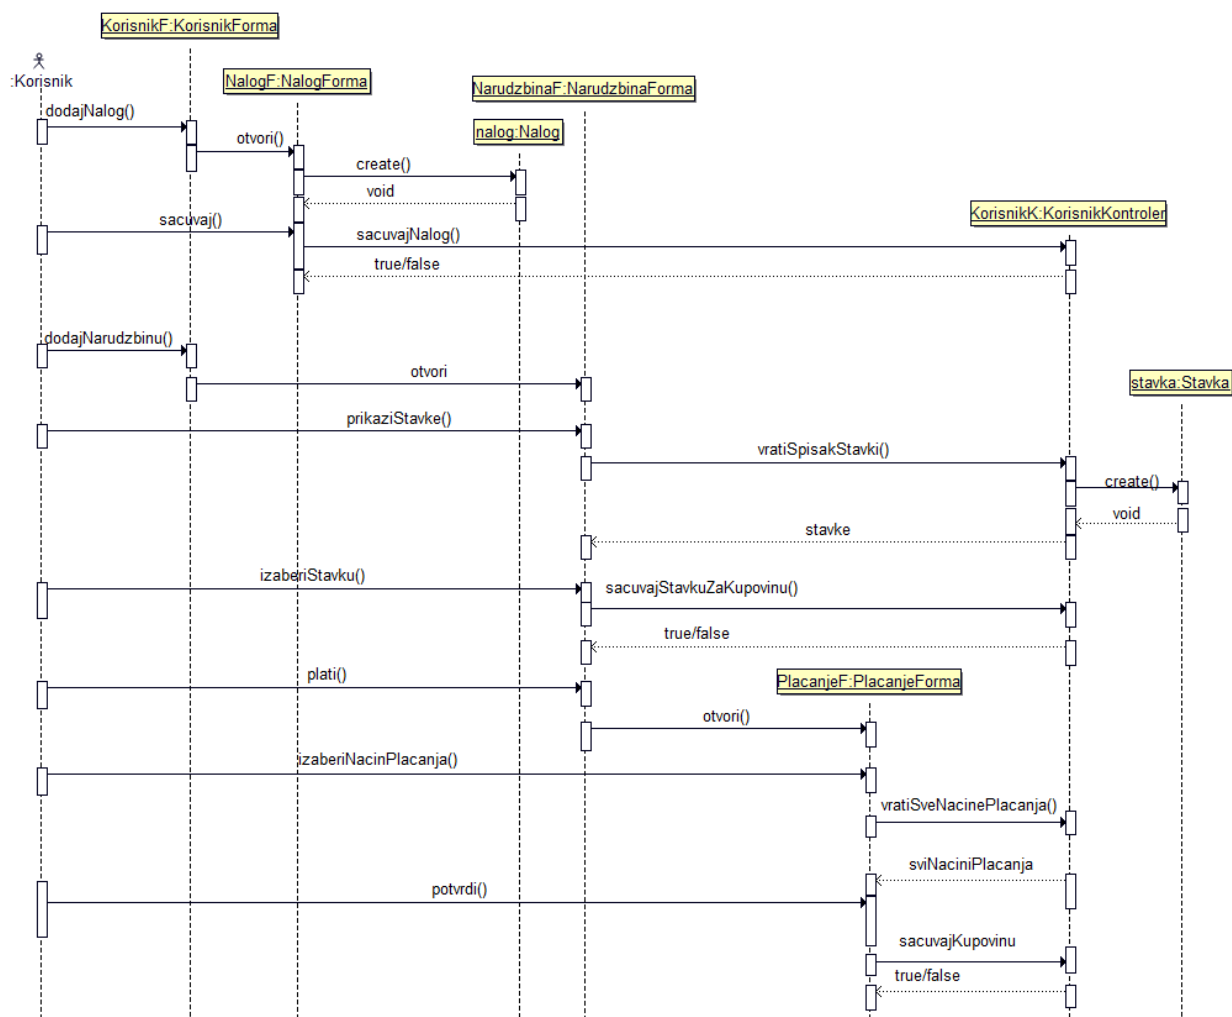 KorisnikF:KorisnikForma
:Korisnik
NalogF:NalogForma
NarudzbinaF:NarudzbinaForma
dodajNalog()
nalog:Nalog
otvori()
create()
void
sacuvaj()
KorisnikK:KorisnikKontroler
sacuvajNalog()
true/false
dodajNarudzbinu()
otvori
stavka:Stavka
prikaziStavke()
vratiSpisakStavki()
create()
void
stavke
izaberiStavku()
sacuvajStavkuZaKupovinu()
true/false
plati()
PlacanjeF:PlacanjeForma
otvori()
izaberiNacinPlacanja()
vratiSveNacinePlacanja()
sviNaciniPlacanja
potvrdi()
sacuvajKupovinu
true/false